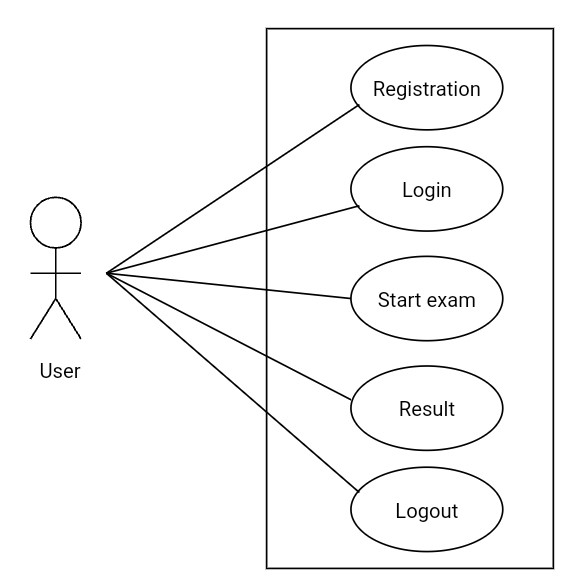 Registration
Login
Start exam
Result
Logout
User